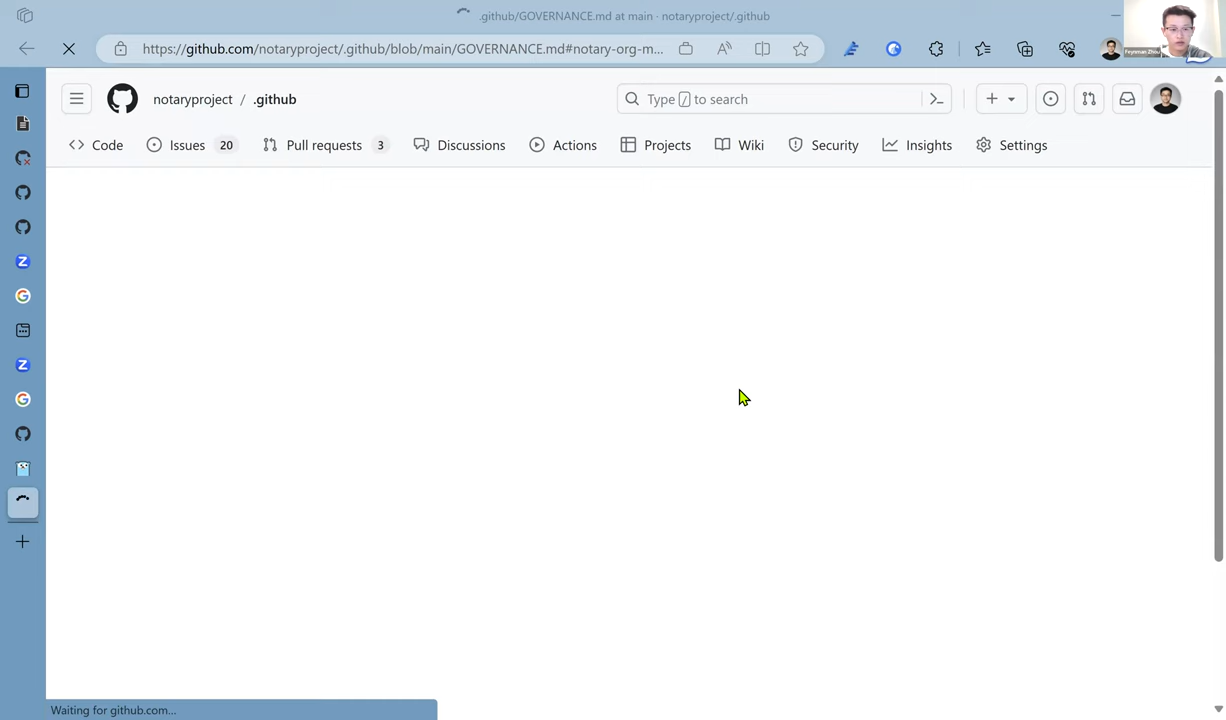 .github/GOVERNANCE.md at main · notaryproject/.github
https://github.com/notaryproject/.github/blob/main/GOVERNANCE.md#notary-org-m...
Feynman Zhou
notaryproject / .github
Type / to search
Code
Issues 20
Pull requests 3
Discussions
Actions
Projects
Wiki
Security
Insights
Settings
Waiting for github.com...